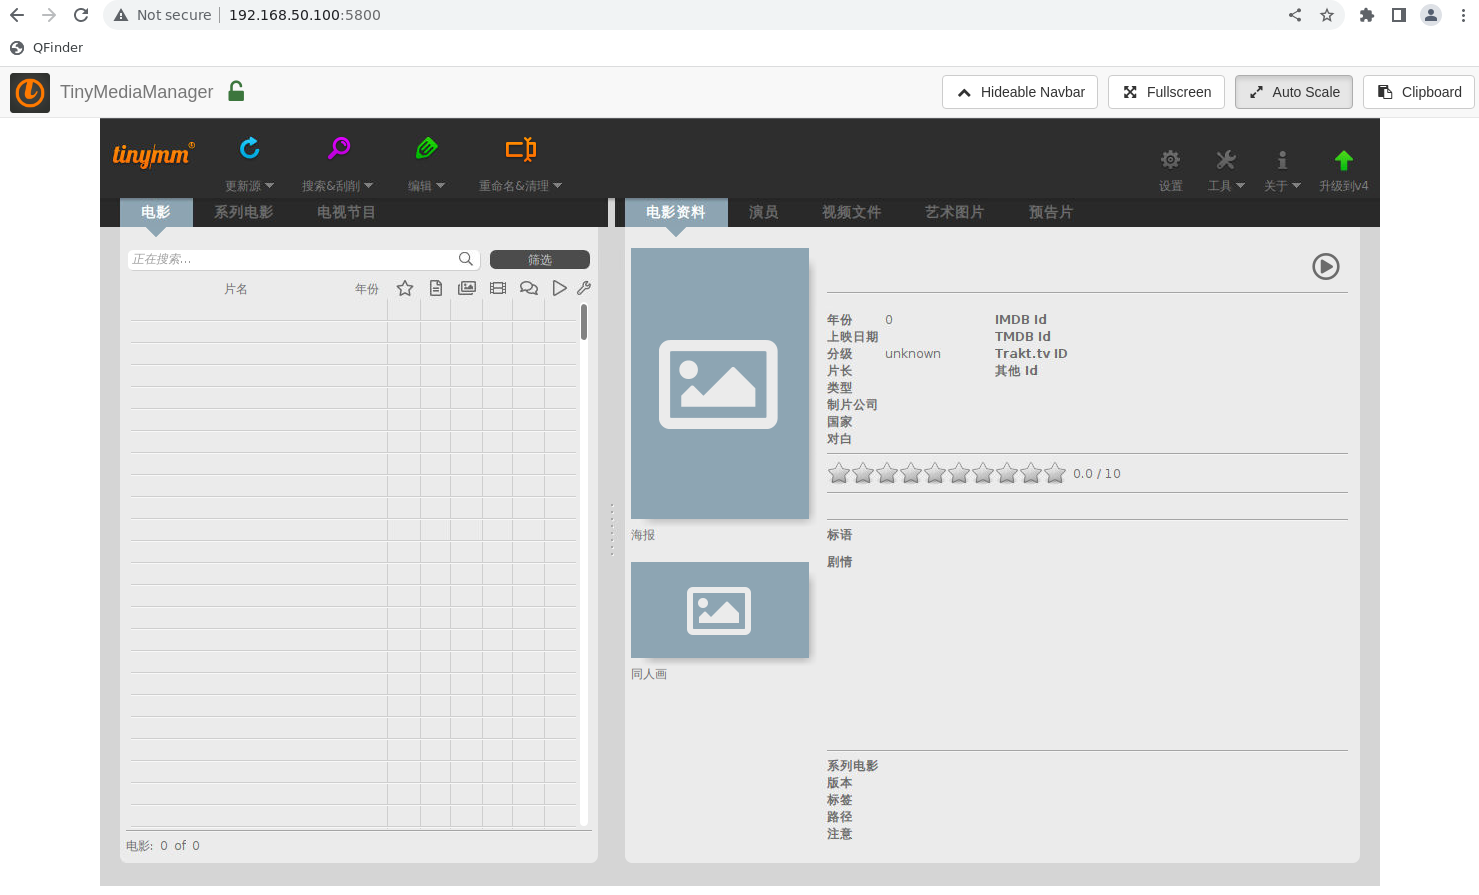 Not secure 192.168.50.100:5800
QFinder
TinyMediaManager Hideable Navbar Fullscreen Auto Scale Clipboard
tinymm®
更新源 搜索&刮削 编辑 重命名&清理 设置 工具 关于 升级到v4
电影 系列电影 电视节目 电影资料 演员 视频文件 艺术图片 预告片
正在搜索... 筛选
片名 年份
年份 0 IMDB Id
上映日期 TMDB Id
分级 unknown Trakt.tv ID
片长 其他 Id
类型
制片公司
国家
对白
0.0 / 10
海报
标语
剧情
同人画
系列电影
版本
标签
路径
注意
电影: 0 of 0